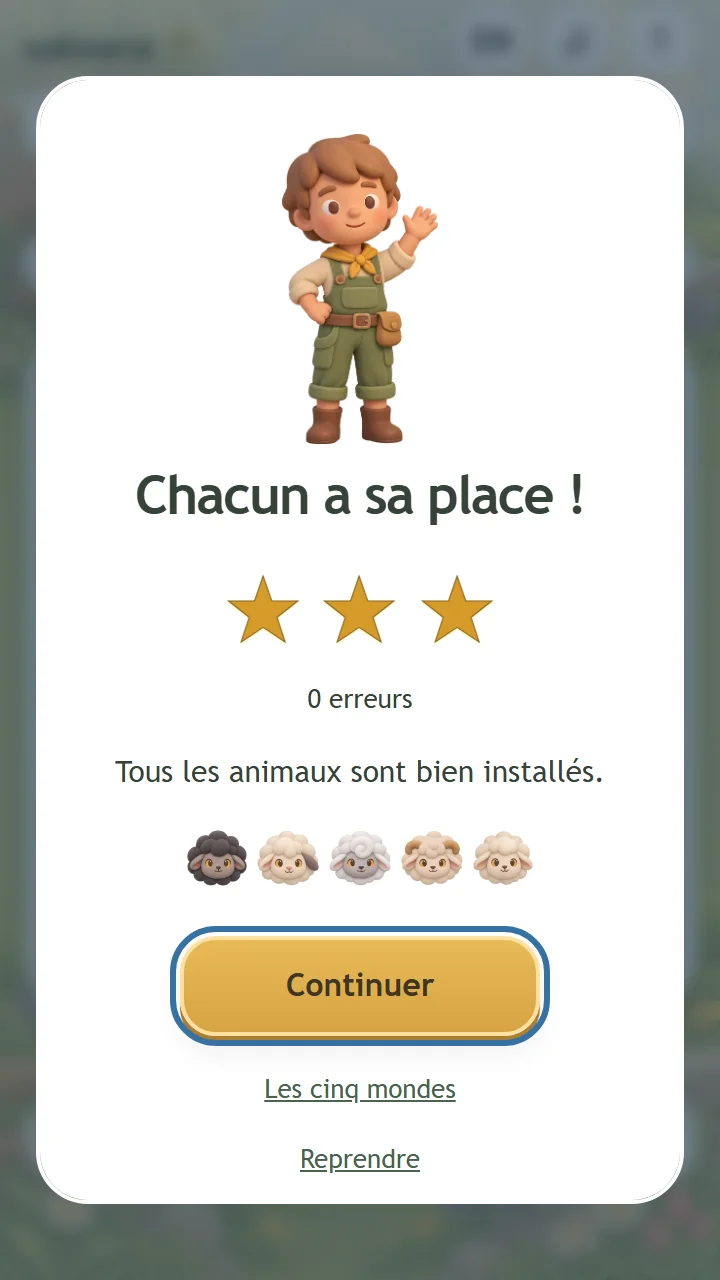 Chacun a sa place !
0 erreurs
Tous les animaux sont bien installés.
Continuer
Les cinq mondes
Reprendre